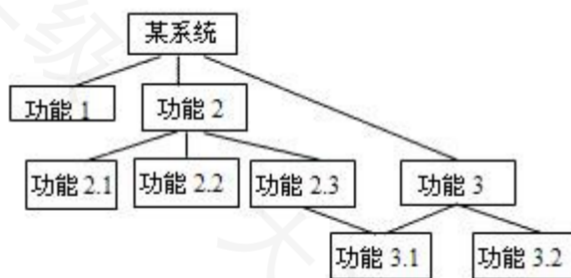 某系统
功能 1
功能 2
功能 2.1
功能 2.2
功能 2.3
功能 3
功能 3.1
功能 3.2